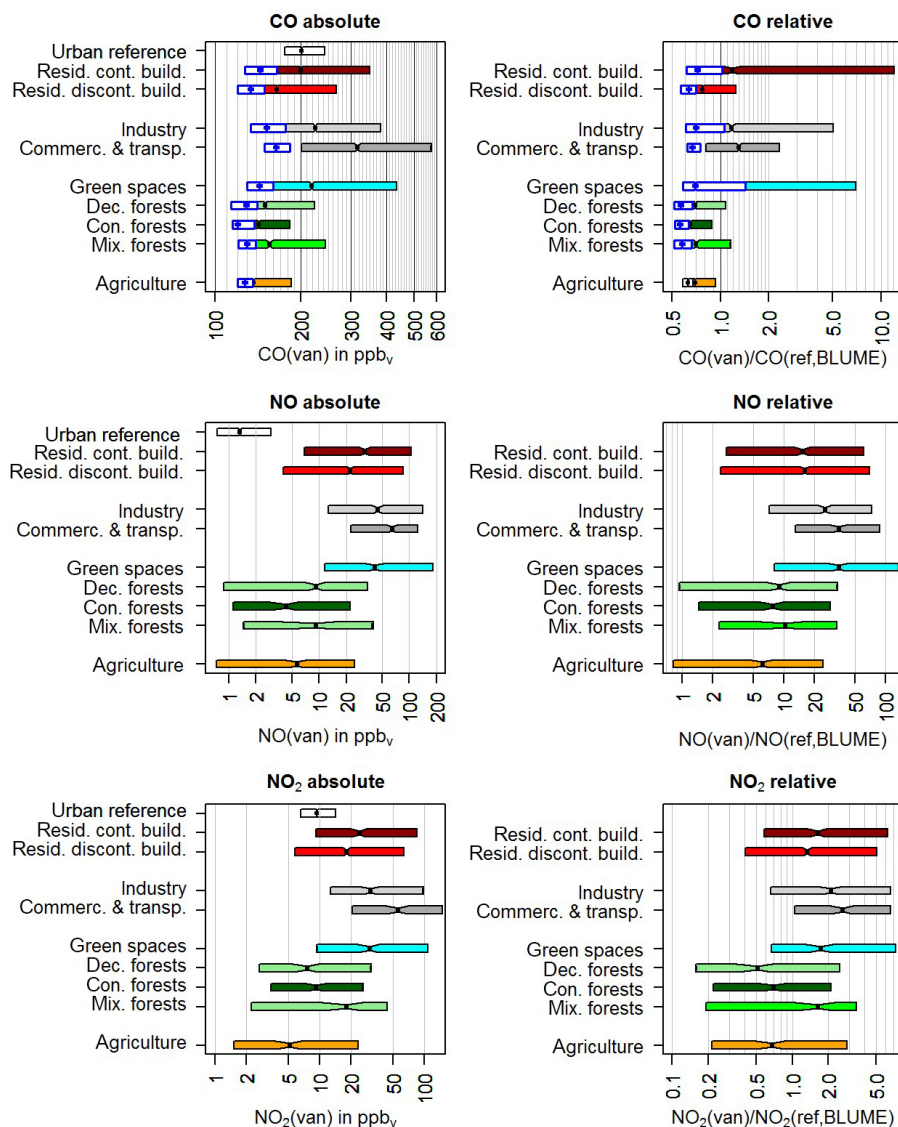 CO absolute
Urban reference
Resid. cont. build.
Resid. discont. build.
Industry
Commerc. & transp.
Green spaces
Dec. forests
Con. forests
Mix. forests
Agriculture
100 200 300 400 500 600
CO(van) in ppbᵥ
CO relative
Resid. cont. build.
Resid. discont. build.
Industry
Commerc. & transp.
Green spaces
Dec. forests
Con. forests
Mix. forests
Agriculture
0.5 1.0 2.0 5.0 10.0
CO(van)/CO(ref,BLUME)
NO absolute
Urban reference
Resid. cont. build.
Resid. discont. build.
Industry
Commerc. & transp.
Green spaces
Dec. forests
Con. forests
Mix. forests
Agriculture
1 2 5 10 20 50 100 200
NO(van) in ppbᵥ
NO relative
Resid. cont. build.
Resid. discont. build.
Industry
Commerc. & transp.
Green spaces
Dec. forests
Con. forests
Mix. forests
Agriculture
1 2 5 10 20 50 100
NO(van)/NO(ref,BLUME)
NO₂ absolute
Urban reference
Resid. cont. build.
Resid. discont. build.
Industry
Commerc. & transp.
Green spaces
Dec. forests
Con. forests
Mix. forests
Agriculture
1 2 5 10 20 50 100
NO₂(van) in ppbᵥ
NO₂ relative
Resid. cont. build.
Resid. discont. build.
Industry
Commerc. & transp.
Green spaces
Dec. forests
Con. forests
Mix. forests
Agriculture
0.1 0.2 0.5 1.0 2.0 5.0
NO₂(van)/NO₂(ref,BLUME)